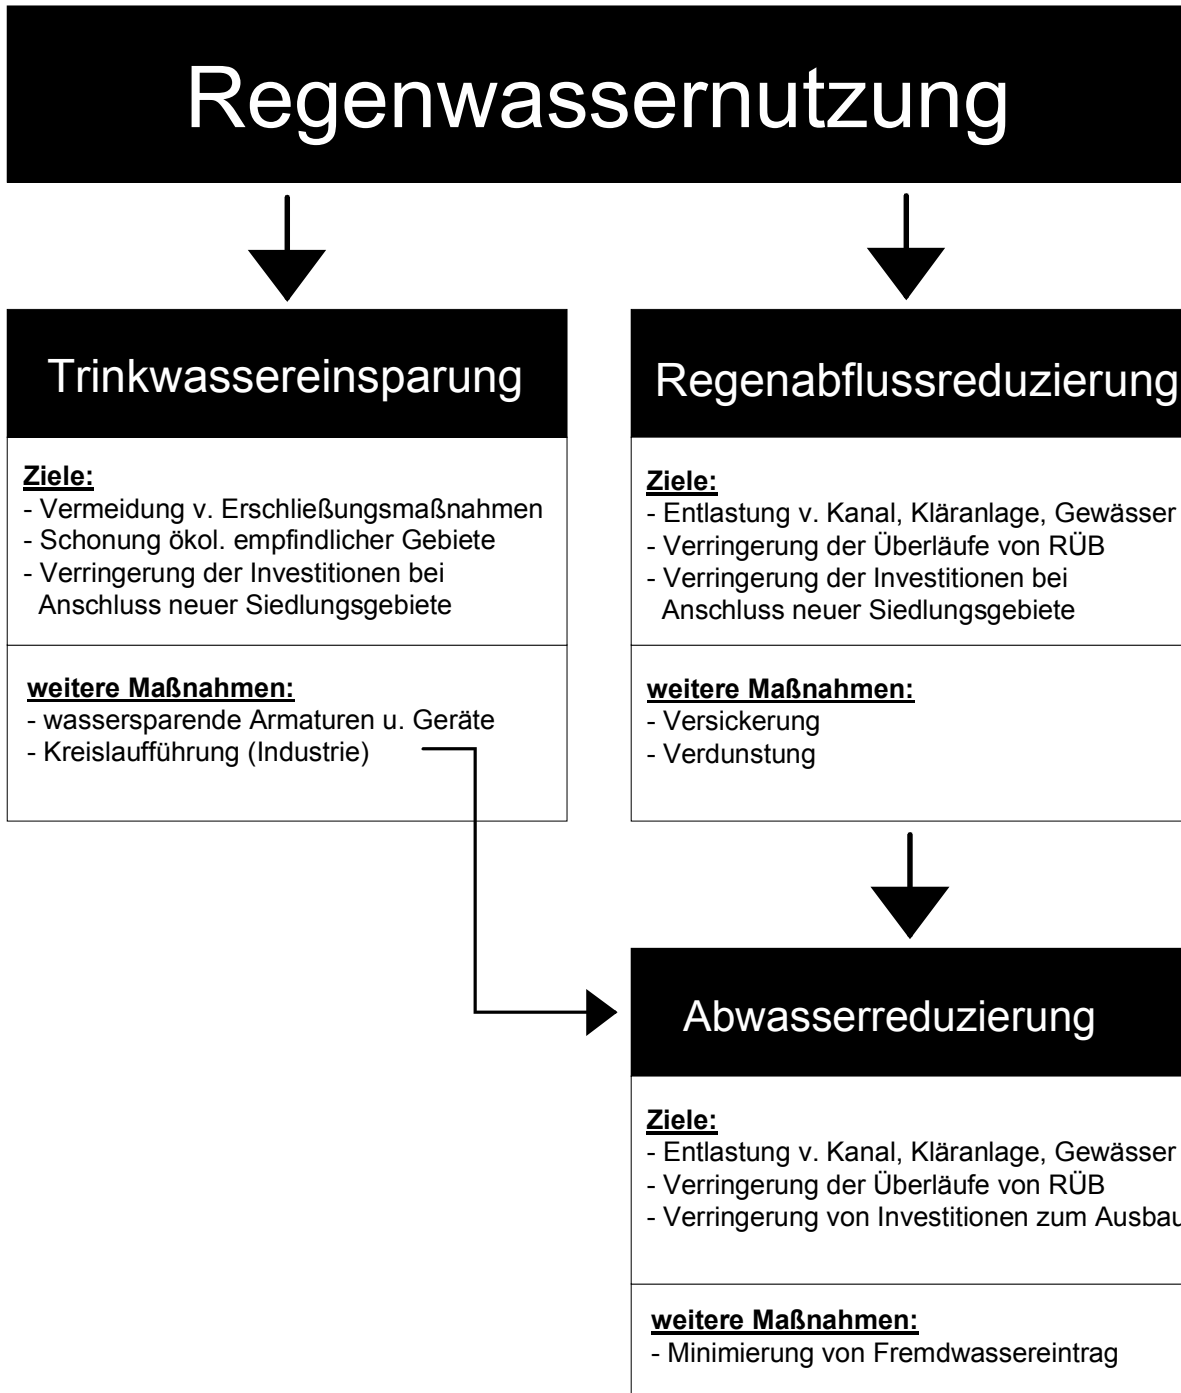 Regenwassernutzung
Trinkwassereinsparung
Ziele:
- Vermeidung v. Erschließungsmaßnahmen
- Schonung ökol. empfindlicher Gebiete
- Verringerung der Investitionen bei
Anschluss neuer Siedlungsgebiete
weitere Maßnahmen:
- wassersparende Armaturen u. Geräte
- Kreislaufführung (Industrie)
Regenabflussreduzierung
Ziele:
- Entlastung v. Kanal, Kläranlage, Gewässer
- Verringerung der Überläufe von RÜB
- Verringerung der Investitionen bei
Anschluss neuer Siedlungsgebiete
weitere Maßnahmen:
- Versickerung
- Verdunstung
Abwasserreduzierung
Ziele:
- Entlastung v. Kanal, Kläranlage, Gewässer
- Verringerung der Überläufe von RÜB
- Verringerung von Investitionen zum Ausbau
weitere Maßnahmen:
- Minimierung von Fremdwassereintrag